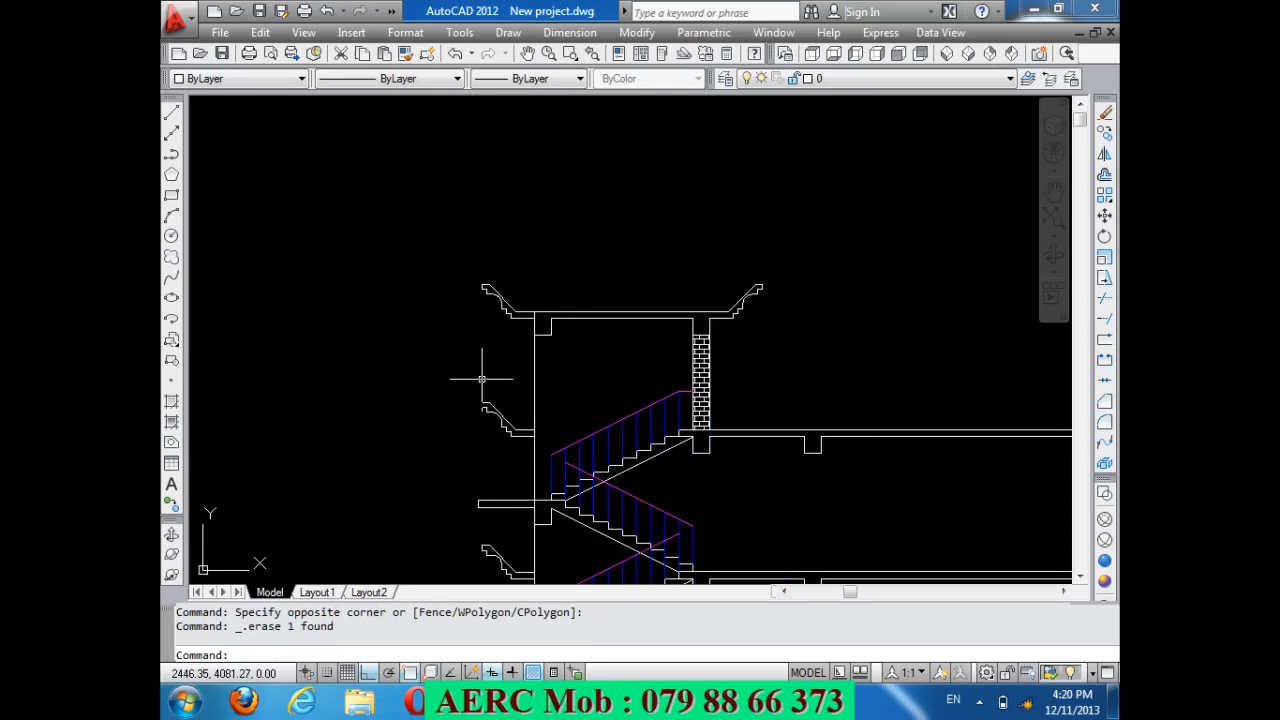 AutoCAD 2012 New project.dwg
Type a keyword or phrase
Sign In
File Edit View Insert Format Tools Draw Dimension Modify Parametric Window Help Express Data View
ByLayer ByLayer ByLayer ByColor 0
Y
X
Model Layout1 Layout2
Command: Specify opposite corner or [Fence/WPolygon/CPolygon]:
Command: _.erase 1 found
Command:
2446.35, 4081.27, 0.00 MODEL 1:1
AERC Mob : 079 88 66 373
EN
4:20 PM
12/11/2013